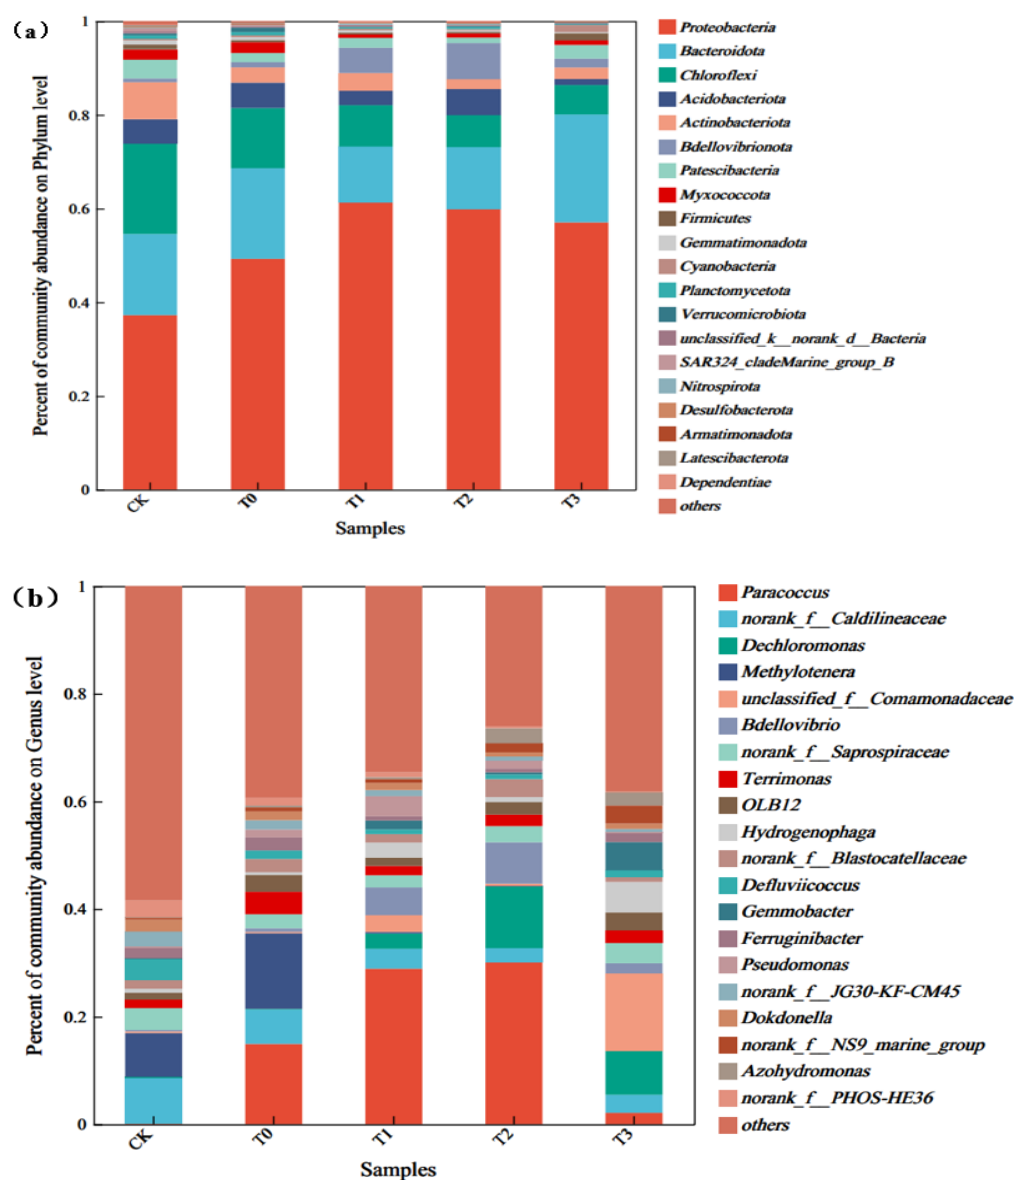 (a)
Percent of community abundance on Phylum level
1
0.8
0.6
0.4
0.2
0
CK
T0
T1
T2
T3
Samples
Proteobacteria
Bacteroidota
Chloroflexi
Acidobacteriota
Actinobacteriota
Bdellovibrionota
Patescibacteria
Myxococcota
Firmicutes
Gemmatimonadota
Cyanobacteria
Planctomycetota
Verrucomicrobiota
unclassified_k__norank_d__Bacteria
SAR324_cladeMarine_group_B
Nitrospirota
Desulfobacterota
Armatimonadota
Latescibacterota
Dependentiae
others
(b)
Percent of community abundance on Genus level
1
0.8
0.6
0.4
0.2
0
CK
T0
T1
T2
T3
Samples
Paracoccus
norank_f__Caldilineaceae
Dechloromonas
Methylotenera
unclassified_f__Comamonadaceae
Bdellovibrio
norank_f__Saprospiraceae
Terrimonas
OLB12
Hydrogenophaga
norank_f__Blastocatellaceae
Defluviicoccus
Gemmobacter
Ferruginibacter
Pseudomonas
norank_f__JG30-KF-CM45
Dokdonella
norank_f__NS9_marine_group
Azohydromonas
norank_f__PHOS-HE36
others